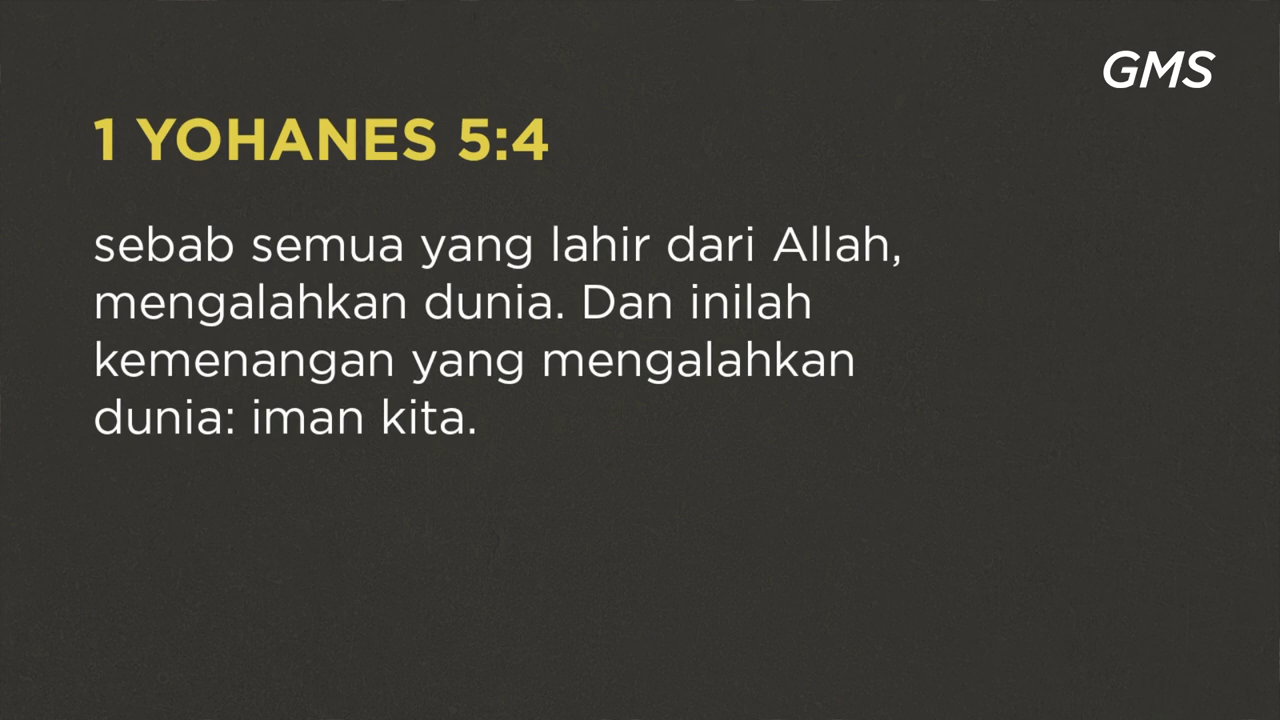 GMS
1 YOHANES 5:4
sebab semua yang lahir dari Allah,
mengalahkan dunia. Dan inilah
kemenangan yang mengalahkan
dunia: iman kita.